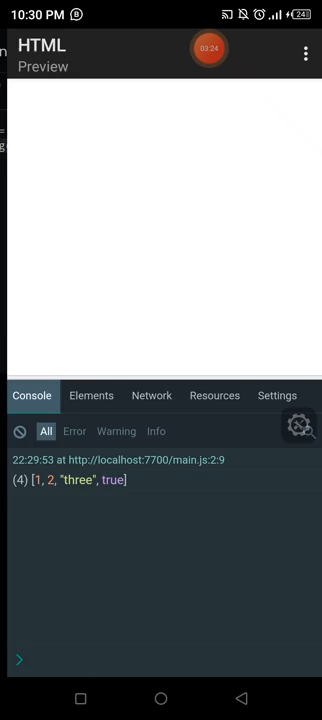 10:30 PM
24
HTML
03:24
Preview
Console Elements Network Resources Settings
All Error Warning Info
22:29:53 at http://localhost:7700/main.js:2:9
(4) [1, 2, "three", true]
>